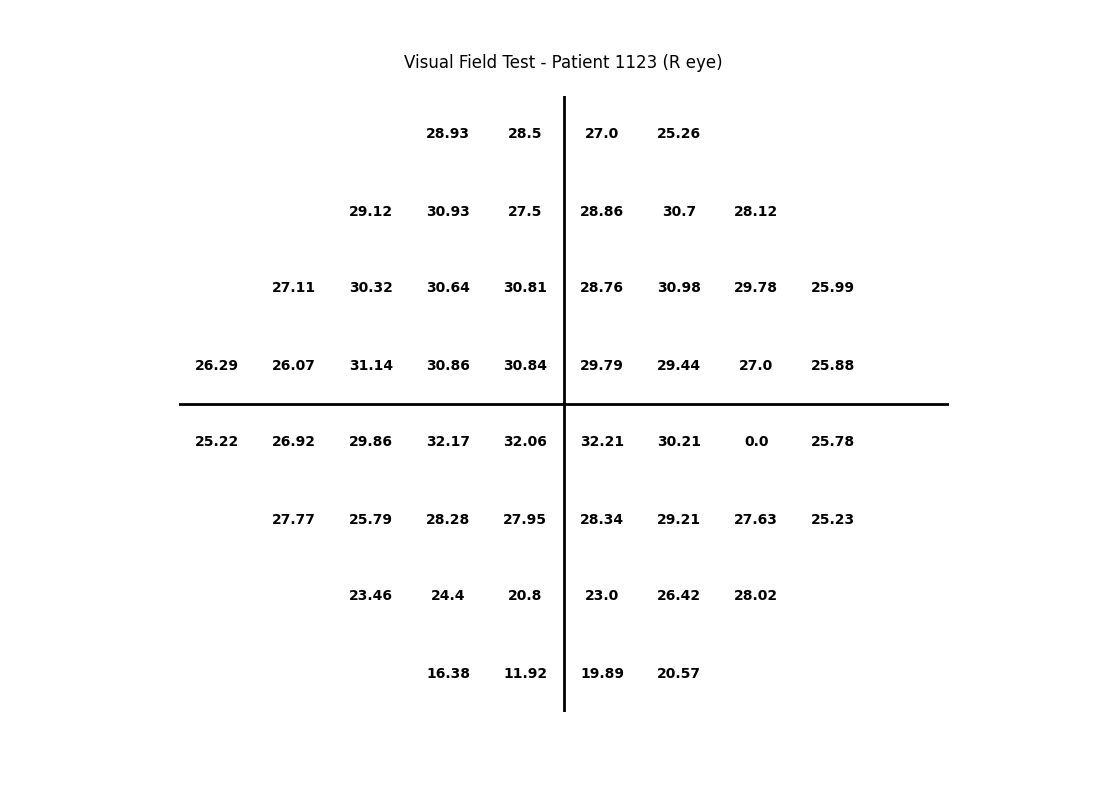 Visual Field Test - Patient 1123 (R eye)
28.93 28.5 27.0 25.26
29.12 30.93 27.5 28.86 30.7 28.12
27.11 30.32 30.64 30.81 28.76 30.98 29.78 25.99
26.29 26.07 31.14 30.86 30.84 29.79 29.44 27.0 25.88
25.22 26.92 29.86 32.17 32.06 32.21 30.21 0.0 25.78
27.77 25.79 28.28 27.95 28.34 29.21 27.63 25.23
23.46 24.4 20.8 23.0 26.42 28.02
16.38 11.92 19.89 20.57